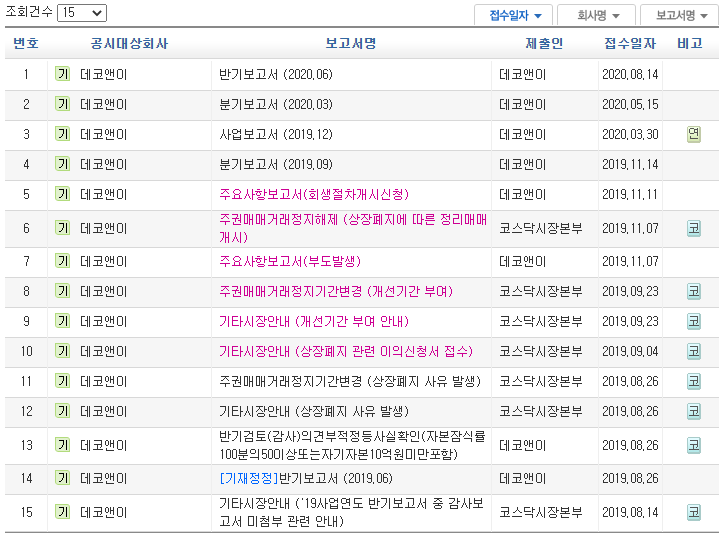 조회건수 15 접수일자 회사명 보고서명
번호 공시대상회사 보고서명 제출인 접수일자 비고
1 기 데코앤이 반기보고서 (2020.06) 데코앤이 2020.08.14
2 기 데코앤이 분기보고서 (2020.03) 데코앤이 2020.05.15
3 기 데코앤이 사업보고서 (2019.12) 데코앤이 2020.03.30 연
4 기 데코앤이 분기보고서 (2019.09) 데코앤이 2019.11.14
5 기 데코앤이 주요사항보고서(회생절차개시신청) 데코앤이 2019.11.11
6 기 데코앤이 주권매매거래정지해제 (상장폐지에 따른 정리매매
개시) 코스닥시장본부 2019.11.07 코
7 기 데코앤이 주요사항보고서(부도발생) 데코앤이 2019.11.07
8 기 데코앤이 주권매매거래정지기간변경 (개선기간 부여) 코스닥시장본부 2019.09.23 코
9 기 데코앤이 기타시장안내 (개선기간 부여 안내) 코스닥시장본부 2019.09.23 코
10 기 데코앤이 기타시장안내 (상장폐지 관련 이의신청서 접수) 코스닥시장본부 2019.09.04 코
11 기 데코앤이 주권매매거래정지기간변경 (상장폐지 사유 발생) 코스닥시장본부 2019.08.26 코
12 기 데코앤이 기타시장안내 (상장폐지 사유 발생) 코스닥시장본부 2019.08.26 코
13 기 데코앤이 반기검토(감사)의견부적정등사실확인(자본잠식률
100분의50이상또는자기자본10억원미만포함) 데코앤이 2019.08.26 코
14 기 데코앤이 [기재정정]반기보고서 (2019.06) 데코앤이 2019.08.26
15 기 데코앤이 기타시장안내 ('19사업연도 반기보고서 중 감사보
고서 미첨부 관련 안내) 코스닥시장본부 2019.08.14 코